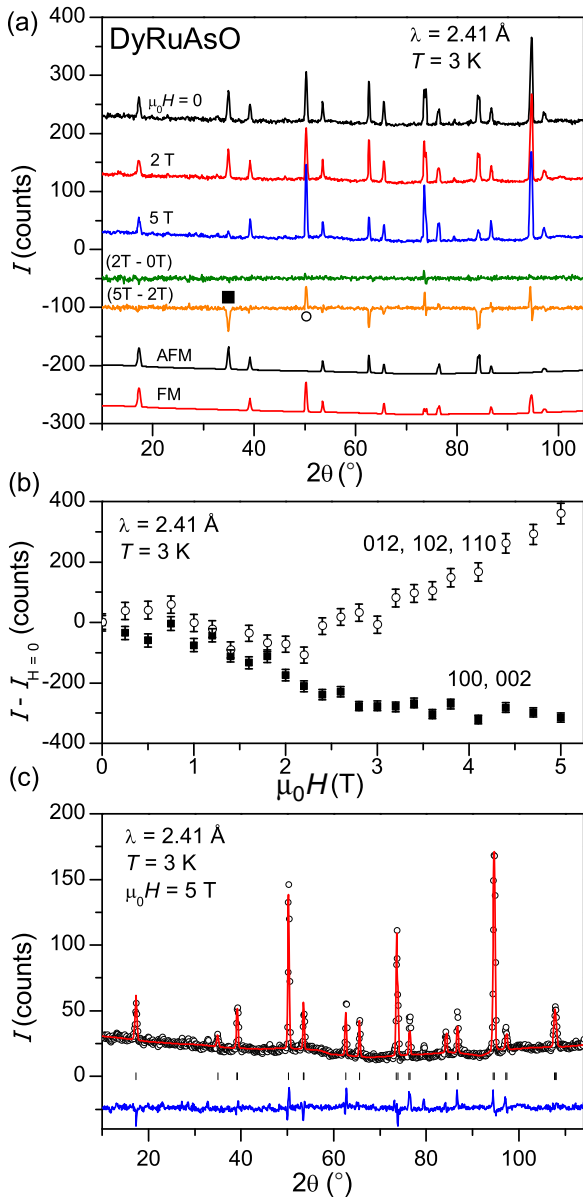 (a)
DyRuAsO
λ = 2.41 Å
T = 3 K
μ₀H = 0
2 T
5 T
(2T - 0T)
(5T - 2T)
AFM
FM
400
300
200
100
0
-100
-200
-300
I (counts)
20 40 60 80 100
2θ (°)
(b)
λ = 2.41 Å
T = 3 K
012, 102, 110
100, 002
400
200
0
-200
-400
I - I_{H = 0} (counts)
0 1 2 3 4 5
μ₀H (T)
(c)
λ = 2.41 Å
T = 3 K
μ₀H = 5 T
200
150
100
50
0
I (counts)
20 40 60 80 100
2θ (°)